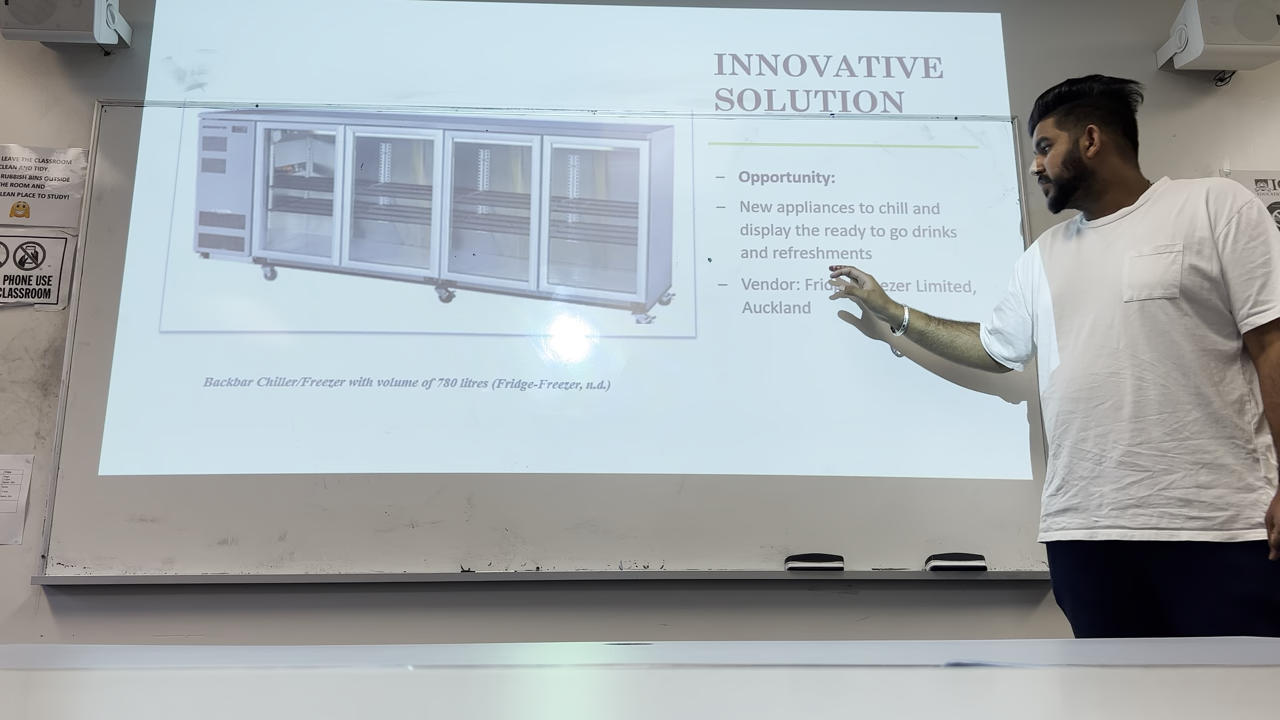 INNOVATIVE
SOLUTION
– Opportunity:
– New appliances to chill and
display the ready to go drinks
and refreshments
– Vendor: Limited,
Auckland
Backbar Chiller/Freezer with volume of 780 litres (Fridge-Freezer, n.d.)
LEAVE THE CLASSROOM
CLEAN AND TIDY.
RUBBISH BINS OUTSIDE
THE ROOM AND
CLEAN PLACE TO STUDY!
PHONE USE
CLASSROOM